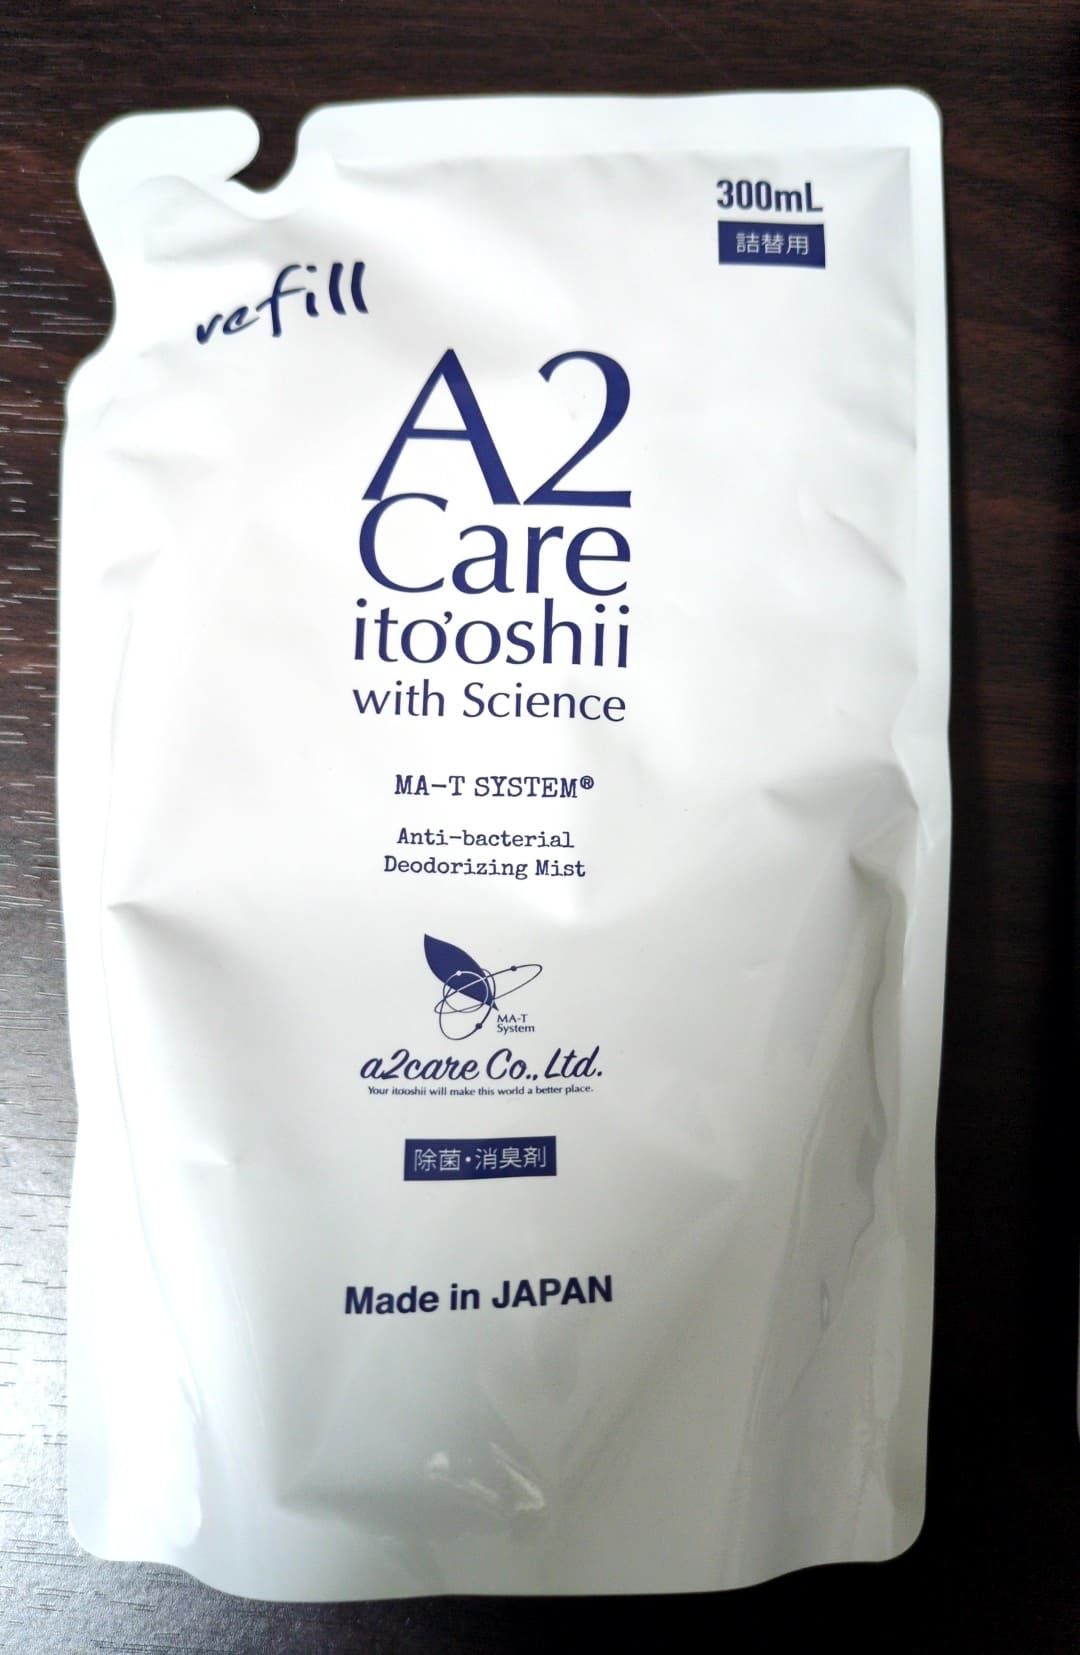 300mL
詰替用
refill
A2
Care
ito'oshii
with Science
MA-T SYSTEM®
Anti-bacterial
Deodorizing Mist
MA-T
System
a2care Co., Ltd.
Your itooshii will make this world a better place.
除菌・消臭剤
Made in JAPAN